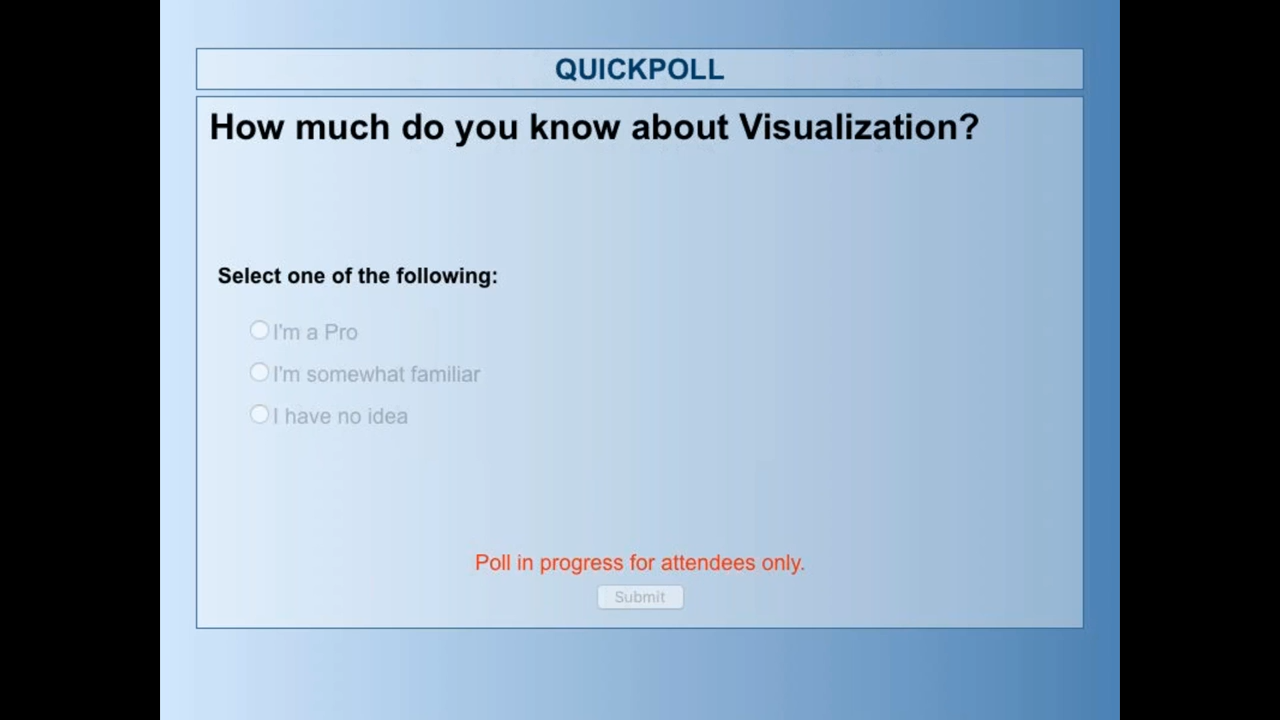 QUICKPOLL
How much do you know about Visualization?
Select one of the following:
I'm a Pro
I'm somewhat familiar
I have no idea
Poll in progress for attendees only.
Submit